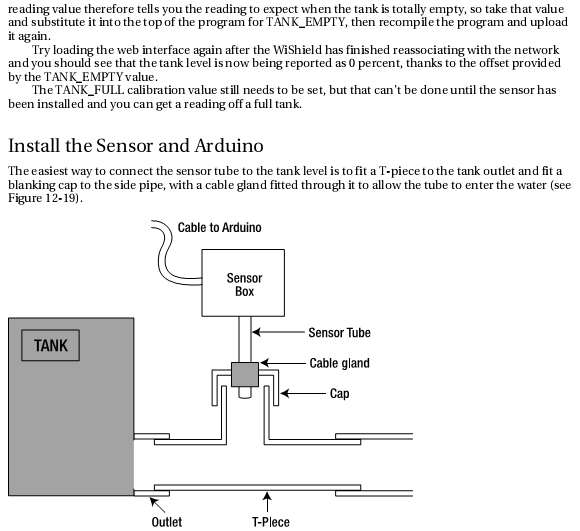 reading value therefore tells you the reading to expect when the tank is totally empty, so take that value
and substitute it into the top of the program for TANK_EMPTY, then recompile the program and upload
it again.
Try loading the web interface again after the WiShield has finished reassociating with the network
and you should see that the tank level is now being reported as 0 percent, thanks to the offset provided
by the TANK_EMPTY value.
The TANK_FULL calibration value still needs to be set, but that can't be done until the sensor has
been installed and you can get a reading off a full tank.
Install the Sensor and Arduino
The easiest way to connect the sensor tube to the tank level is to fit a T-piece to the tank outlet and fit a
blanking cap to the side pipe, with a cable gland fitted through it to allow the tube to enter the water (see
Figure 12-19).
Cable to Arduino
Sensor
Box
Sensor Tube
TANK
Cable gland
Cap
Outlet
T-Piece